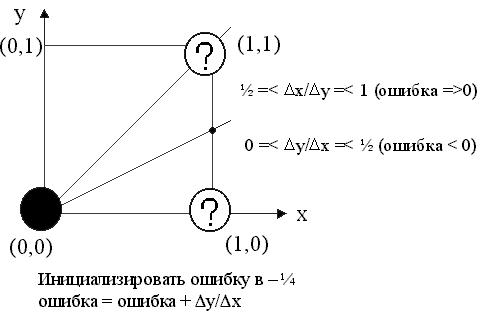 y
(0,1)
?
(1,1)
½ =< Δx/Δy =< 1 (ошибка =>0)
0 =< Δy/Δx =< ½ (ошибка < 0)
?
x
(0,0)
(1,0)
Инициализировать ошибку в –¼
ошибка = ошибка + Δy/Δx